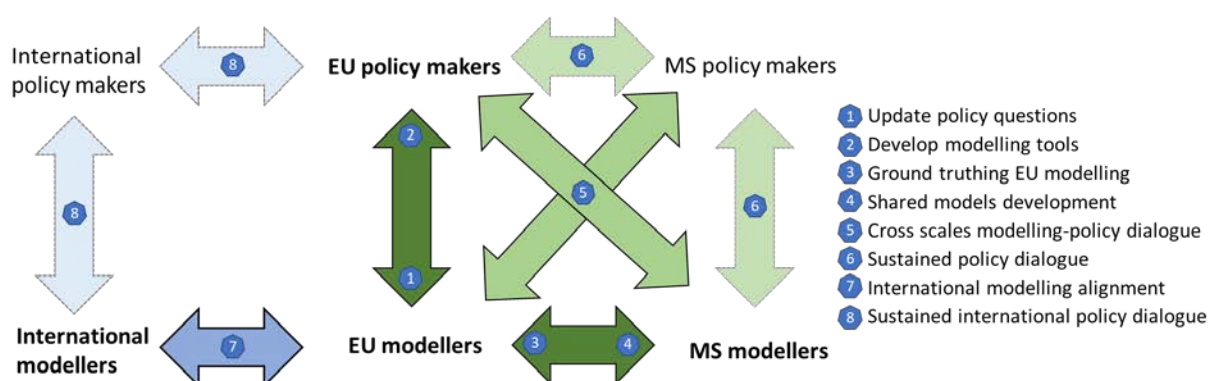 International
policy makers
8
EU policy makers
6
MS policy makers
2
8
5
6
1
International
modellers
7
EU modellers
3
4
MS modellers
1 Update policy questions
2 Develop modelling tools
3 Ground truthing EU modelling
4 Shared models development
5 Cross scales modelling-policy dialogue
6 Sustained policy dialogue
7 International modelling alignment
8 Sustained international policy dialogue